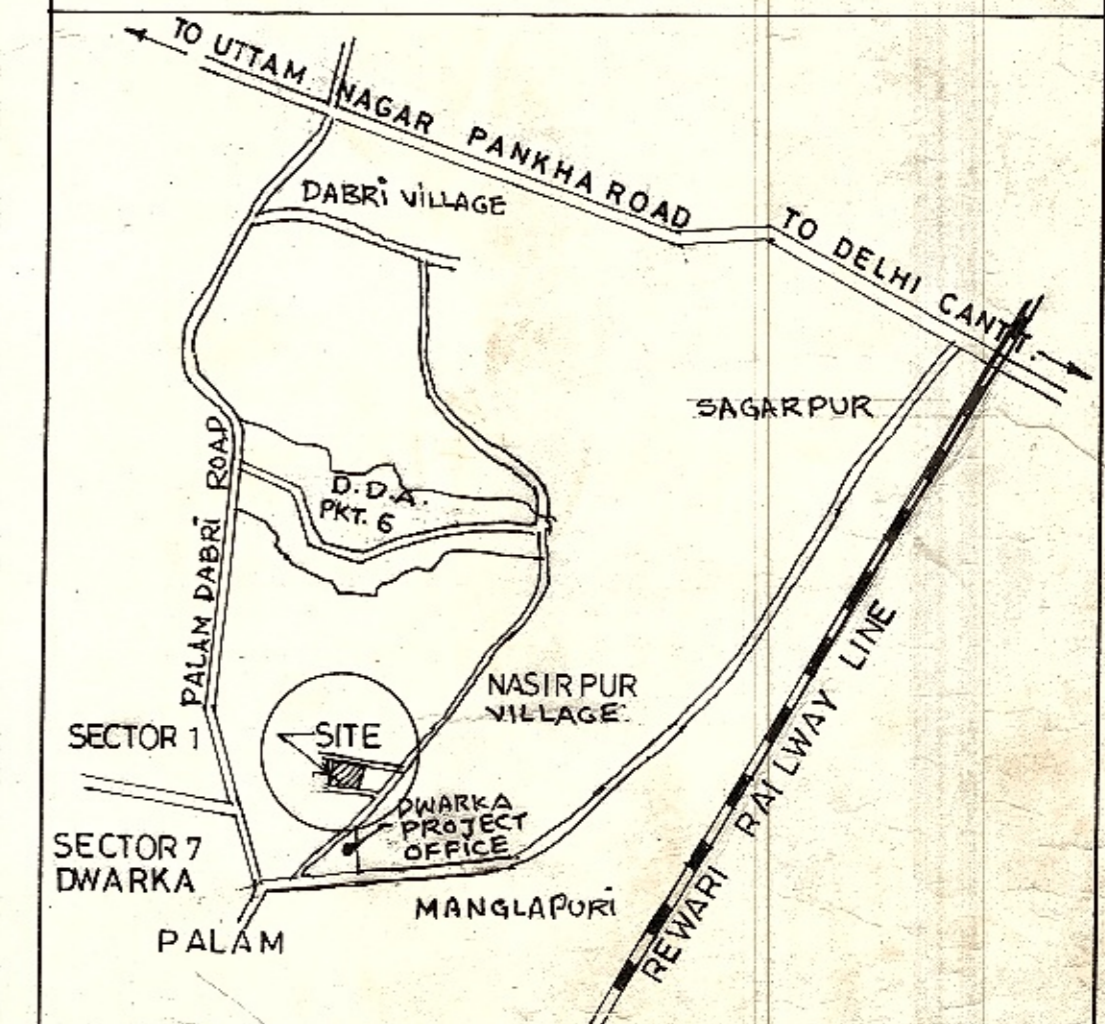 TO UTTAM NAGAR PANKHA ROAD
TO DELHI CANTT.
DABRi ViLLAGE
SAGARPUR
PALAM DABRi ROAD
D.D.A.
PKT. 6
NASIRPUR
VILLAGE
SECTOR 1
SITE
DWARKA
PROJECT
OFFICE
SECTOR 7
DWARKA
MANGLAPURi
PALAM
REWARI RAILWAY LINE